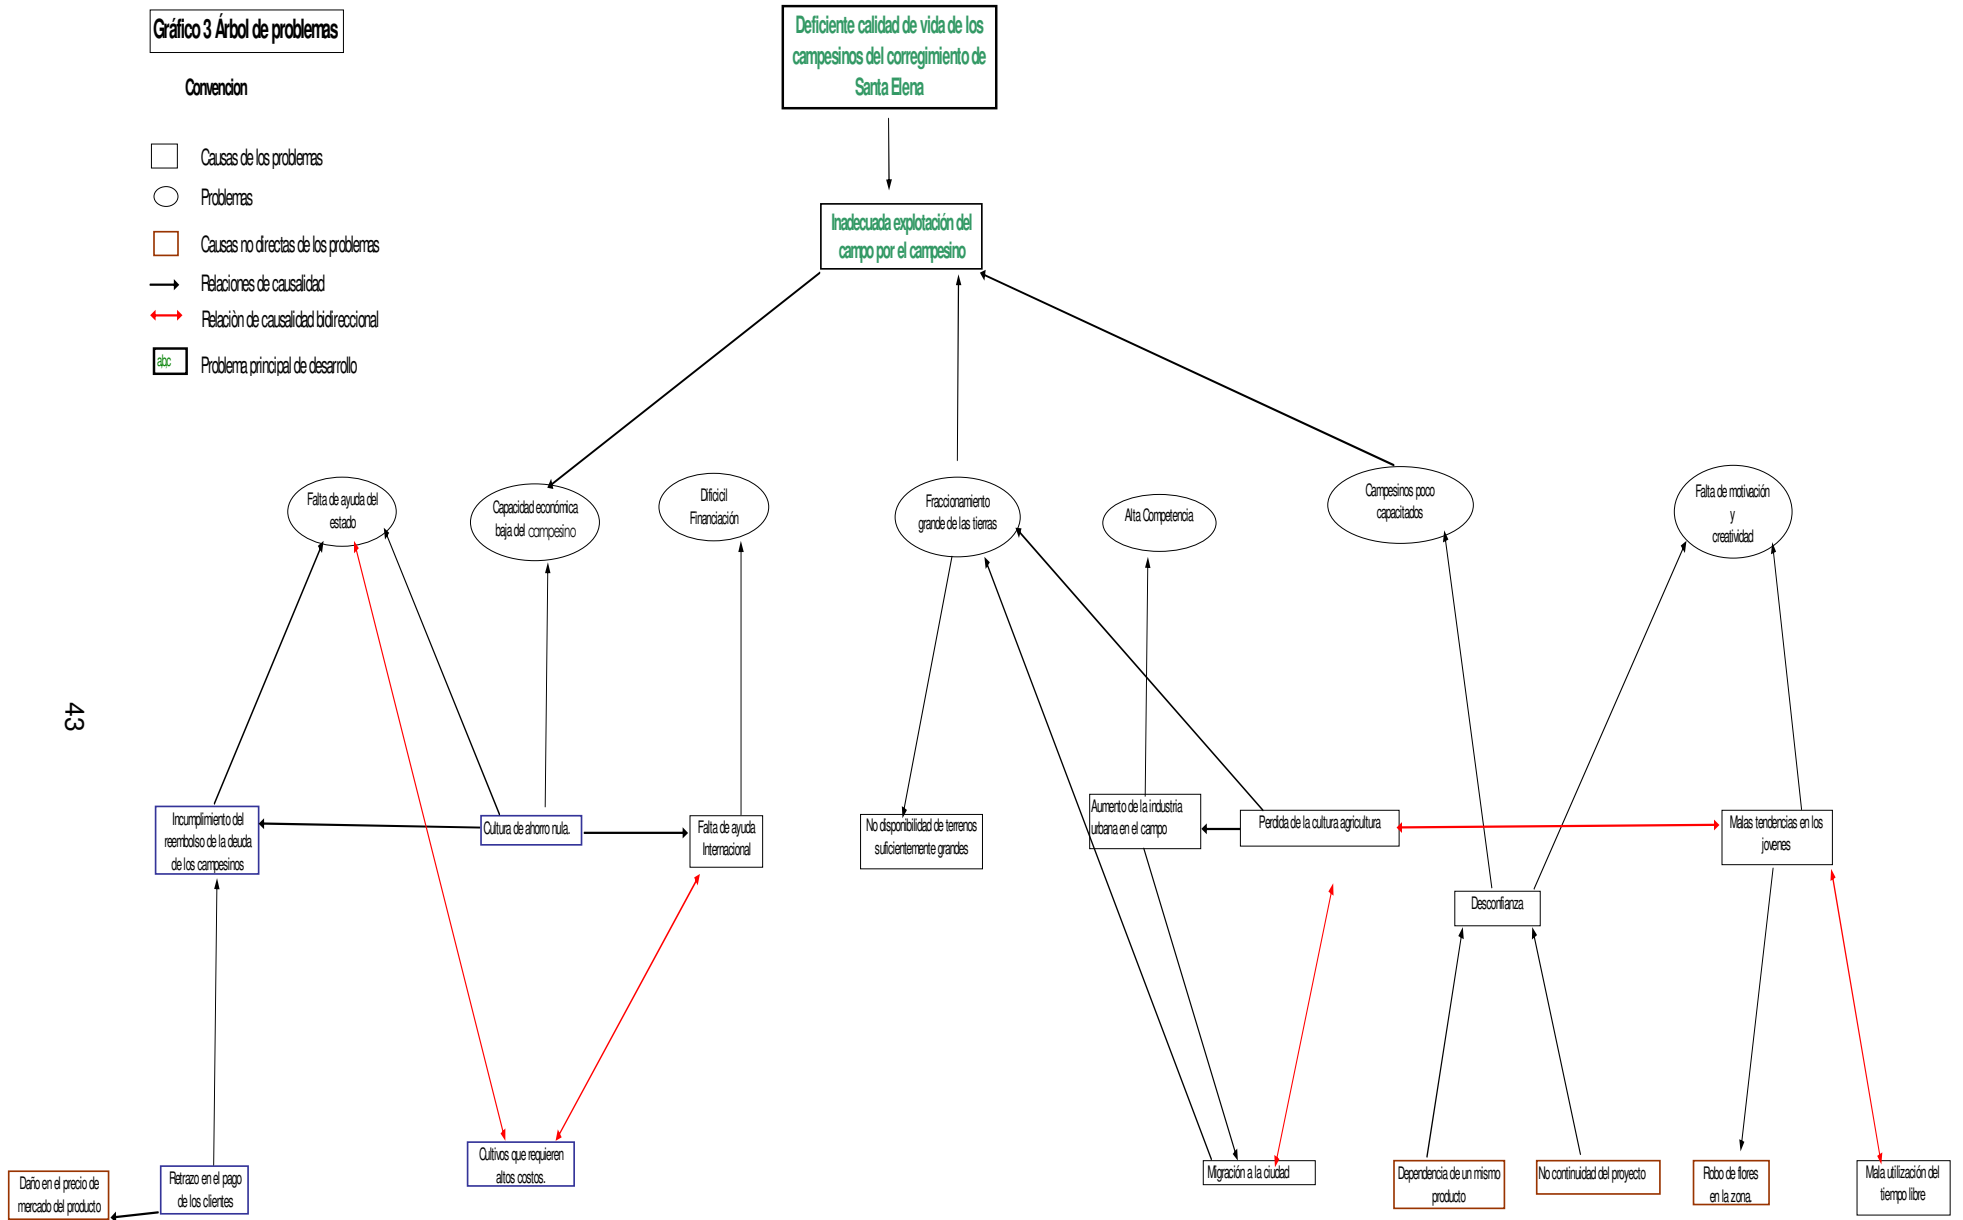 Gráfico 3 Árbol de problemas
Convencion
Causas de los problemas
Problemas
Causas no directas de los problemas
Relaciones de causalidad
Relaciòn de causalidad bidireccional
abc
Problema principal de desarrollo
Deficiente calidad de vida de los
campesinos del corregimiento de
Santa Elena
Inadecuada explotación del
campo por el campesino
Falta de ayuda del
estado
Capacidad económica
baja del compesino
Dificicil
Financiación
Fraccionamiento
grande de las tierras
Alta Competencia
Campesinos poco
capacitados
Falta de motivación
y
creatividad
43
Incumplimiento del
reembolso de la deuda
de los campesinos
Cultura de ahorro nula.
Falta de ayuda
Internacional
No disponibilidad de terrenos
suficientemente grandes
Aumento de la industria
urbana en el campo
Perdida de la cultura agricultura
Malas tendencias en los
jovenes
Desconfianza
Daño en el precio de
mercado del producto
Retrazo en el pago
de los clientes
Cultivos que requieren
altos costos.
Migración a la ciudad
Dependencia de un mismo
producto
No continuidad del proyecto
Robo de flores
en la zona.
Mala utilización del
tiempo libre